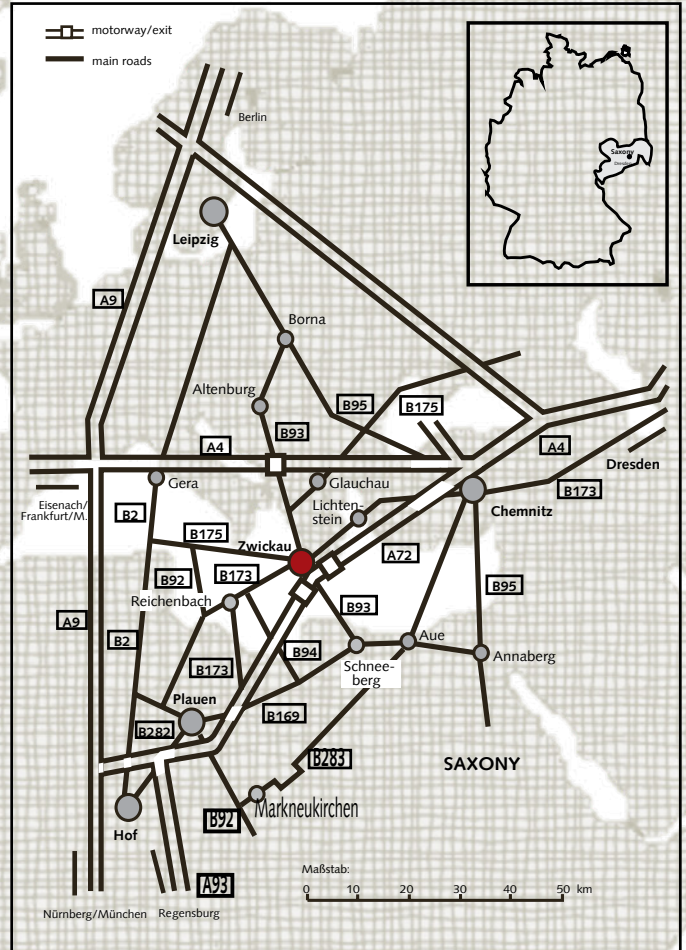 motorway/exit
main roads
Berlin
Saxony
Dresden
Leipzig
A9
Borna
Altenburg
B95
B175
B93
A4
A4
Dresden
Gera
Glauchau
B173
Eisenach/
Frankfurt/M.
B2
Lichten-
stein
Chemnitz
B175
Zwickau
A72
B92
B173
B95
Reichenbach
B93
A9
B2
Aue
B94
Annaberg
B173
Schnee-
berg
Plauen
B169
B282
B283
SAXONY
Markneukirchen
B92
Hof
Maßstab:
A93
0 10 20 30 40 50 km
Nürnberg/München
Regensburg